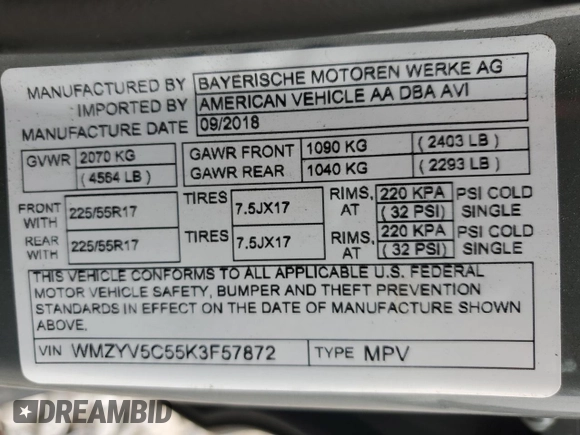 MANUFACTURED BY BAYERISCHE MOTOREN WERKE AG
IMPORTED BY AMERICAN VEHICLE AA DBA AVI
MANUFACTURE DATE 09/2018
GVWR 2070 KG GAWR FRONT 1090 KG ( 2403 LB )
( 4564 LB ) GAWR REAR 1040 KG ( 2293 LB )
FRONT WITH 225/55R17 TIRES 7.5JX17 RIMS, AT 220 KPA ( 32 PSI) PSI COLD SINGLE
REAR WITH 225/55R17 TIRES 7.5JX17 RIMS, AT 220 KPA ( 32 PSI) PSI COLD SINGLE
THIS VEHICLE CONFORMS TO ALL APPLICABLE U.S. FEDERAL
MOTOR VEHICLE SAFETY, BUMPER AND THEFT PREVENTION
STANDARDS IN EFFECT ON THE DATE OF MANUFACTURE SHOWN
ABOVE.
VIN WMZYV5C55K3F57872 TYPE MPV
DREAMBID